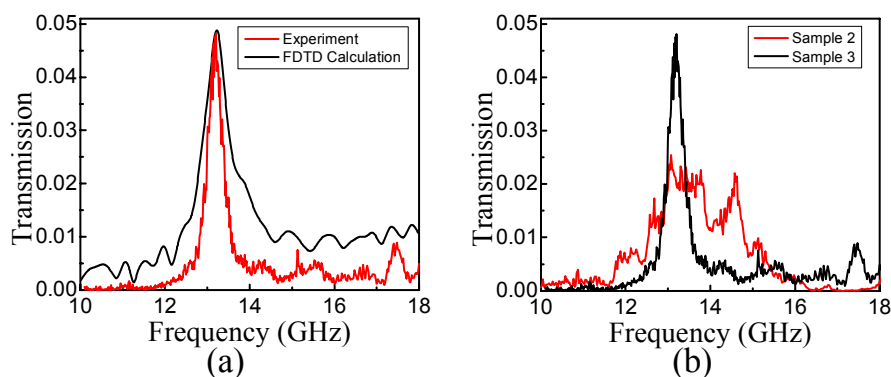 0.05
0.04
0.03
0.02
0.01
0.00
Transmission
Experiment
FDTD Calculation
10 12 14 16 18
Frequency (GHz)
(a)
0.05
0.04
0.03
0.02
0.01
0.00
Transmission
Sample 2
Sample 3
10 12 14 16 18
Frequency (GHz)
(b)